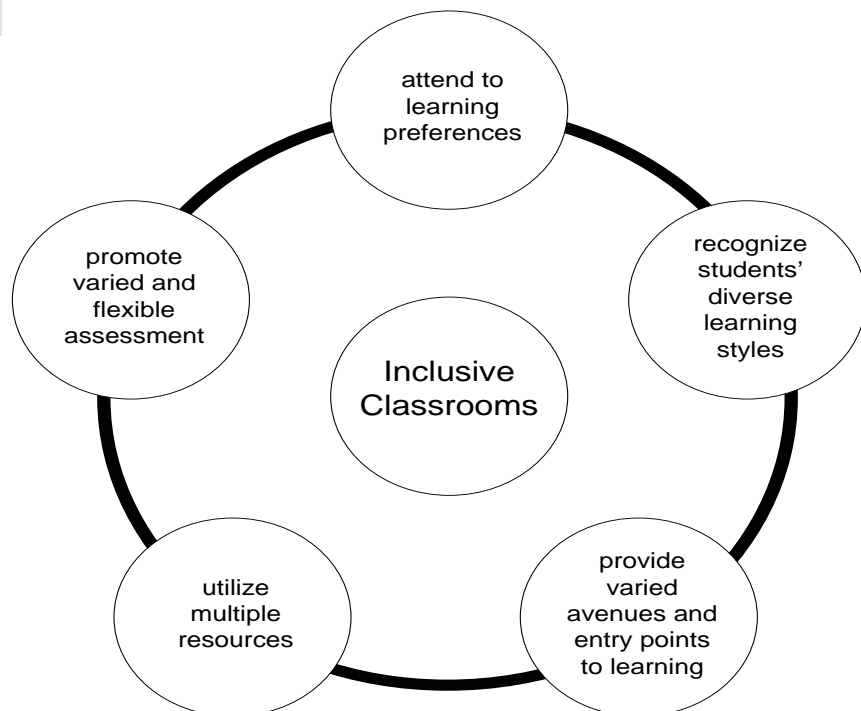 attend to
learning
preferences
recognize
students’
diverse
learning
styles
provide
varied
avenues and
entry points
to learning
utilize
multiple
resources
promote
varied and
flexible
assessment
Inclusive
Classrooms